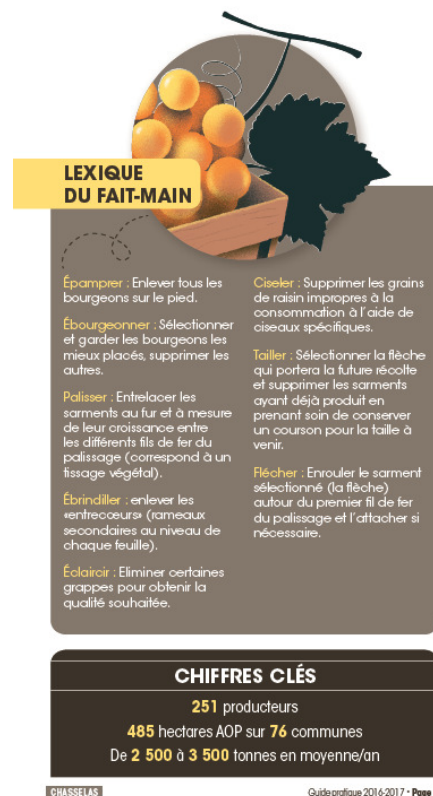 LEXIQUE
DU FAIT-MAIN
Épamprer : Enlever tous les
bourgeons sur le pied.
Ébourgeonner : Sélectionner
et garder les bourgeons les
mieux placés, supprimer les
autres.
Palisser : Entrelacer les
sarments au fur et à mesure
de leur croissance entre
les différents fils de fer du
palissage (correspond à un
tissage végétal).
Ébrindiller : enlever les
«entrecœurs» (rameaux
secondaires au niveau de
chaque feuille).
Éclaircir : Eliminer certaines
grappes pour obtenir la
qualité souhaitée.
Ciseler : Supprimer les grains
de raisin impropres à la
consommation à l'aide de
ciseaux spécifiques.
Tailler : Sélectionner la flèche
qui portera la future récolte
et supprimer les sarments
ayant déjà produit en
prenant soin de conserver
un courson pour la taille à
venir.
Flécher : Enrouler le sarment
sélectionné (la flèche)
autour du premier fil de fer
du palissage et l'attacher si
nécessaire.
CHIFFRES CLÉS
251 producteurs
485 hectares AOP sur 76 communes
De 2 500 à 3 500 tonnes en moyenne/an
CHASSELAS
Guide pratique 2016-2017 • Page